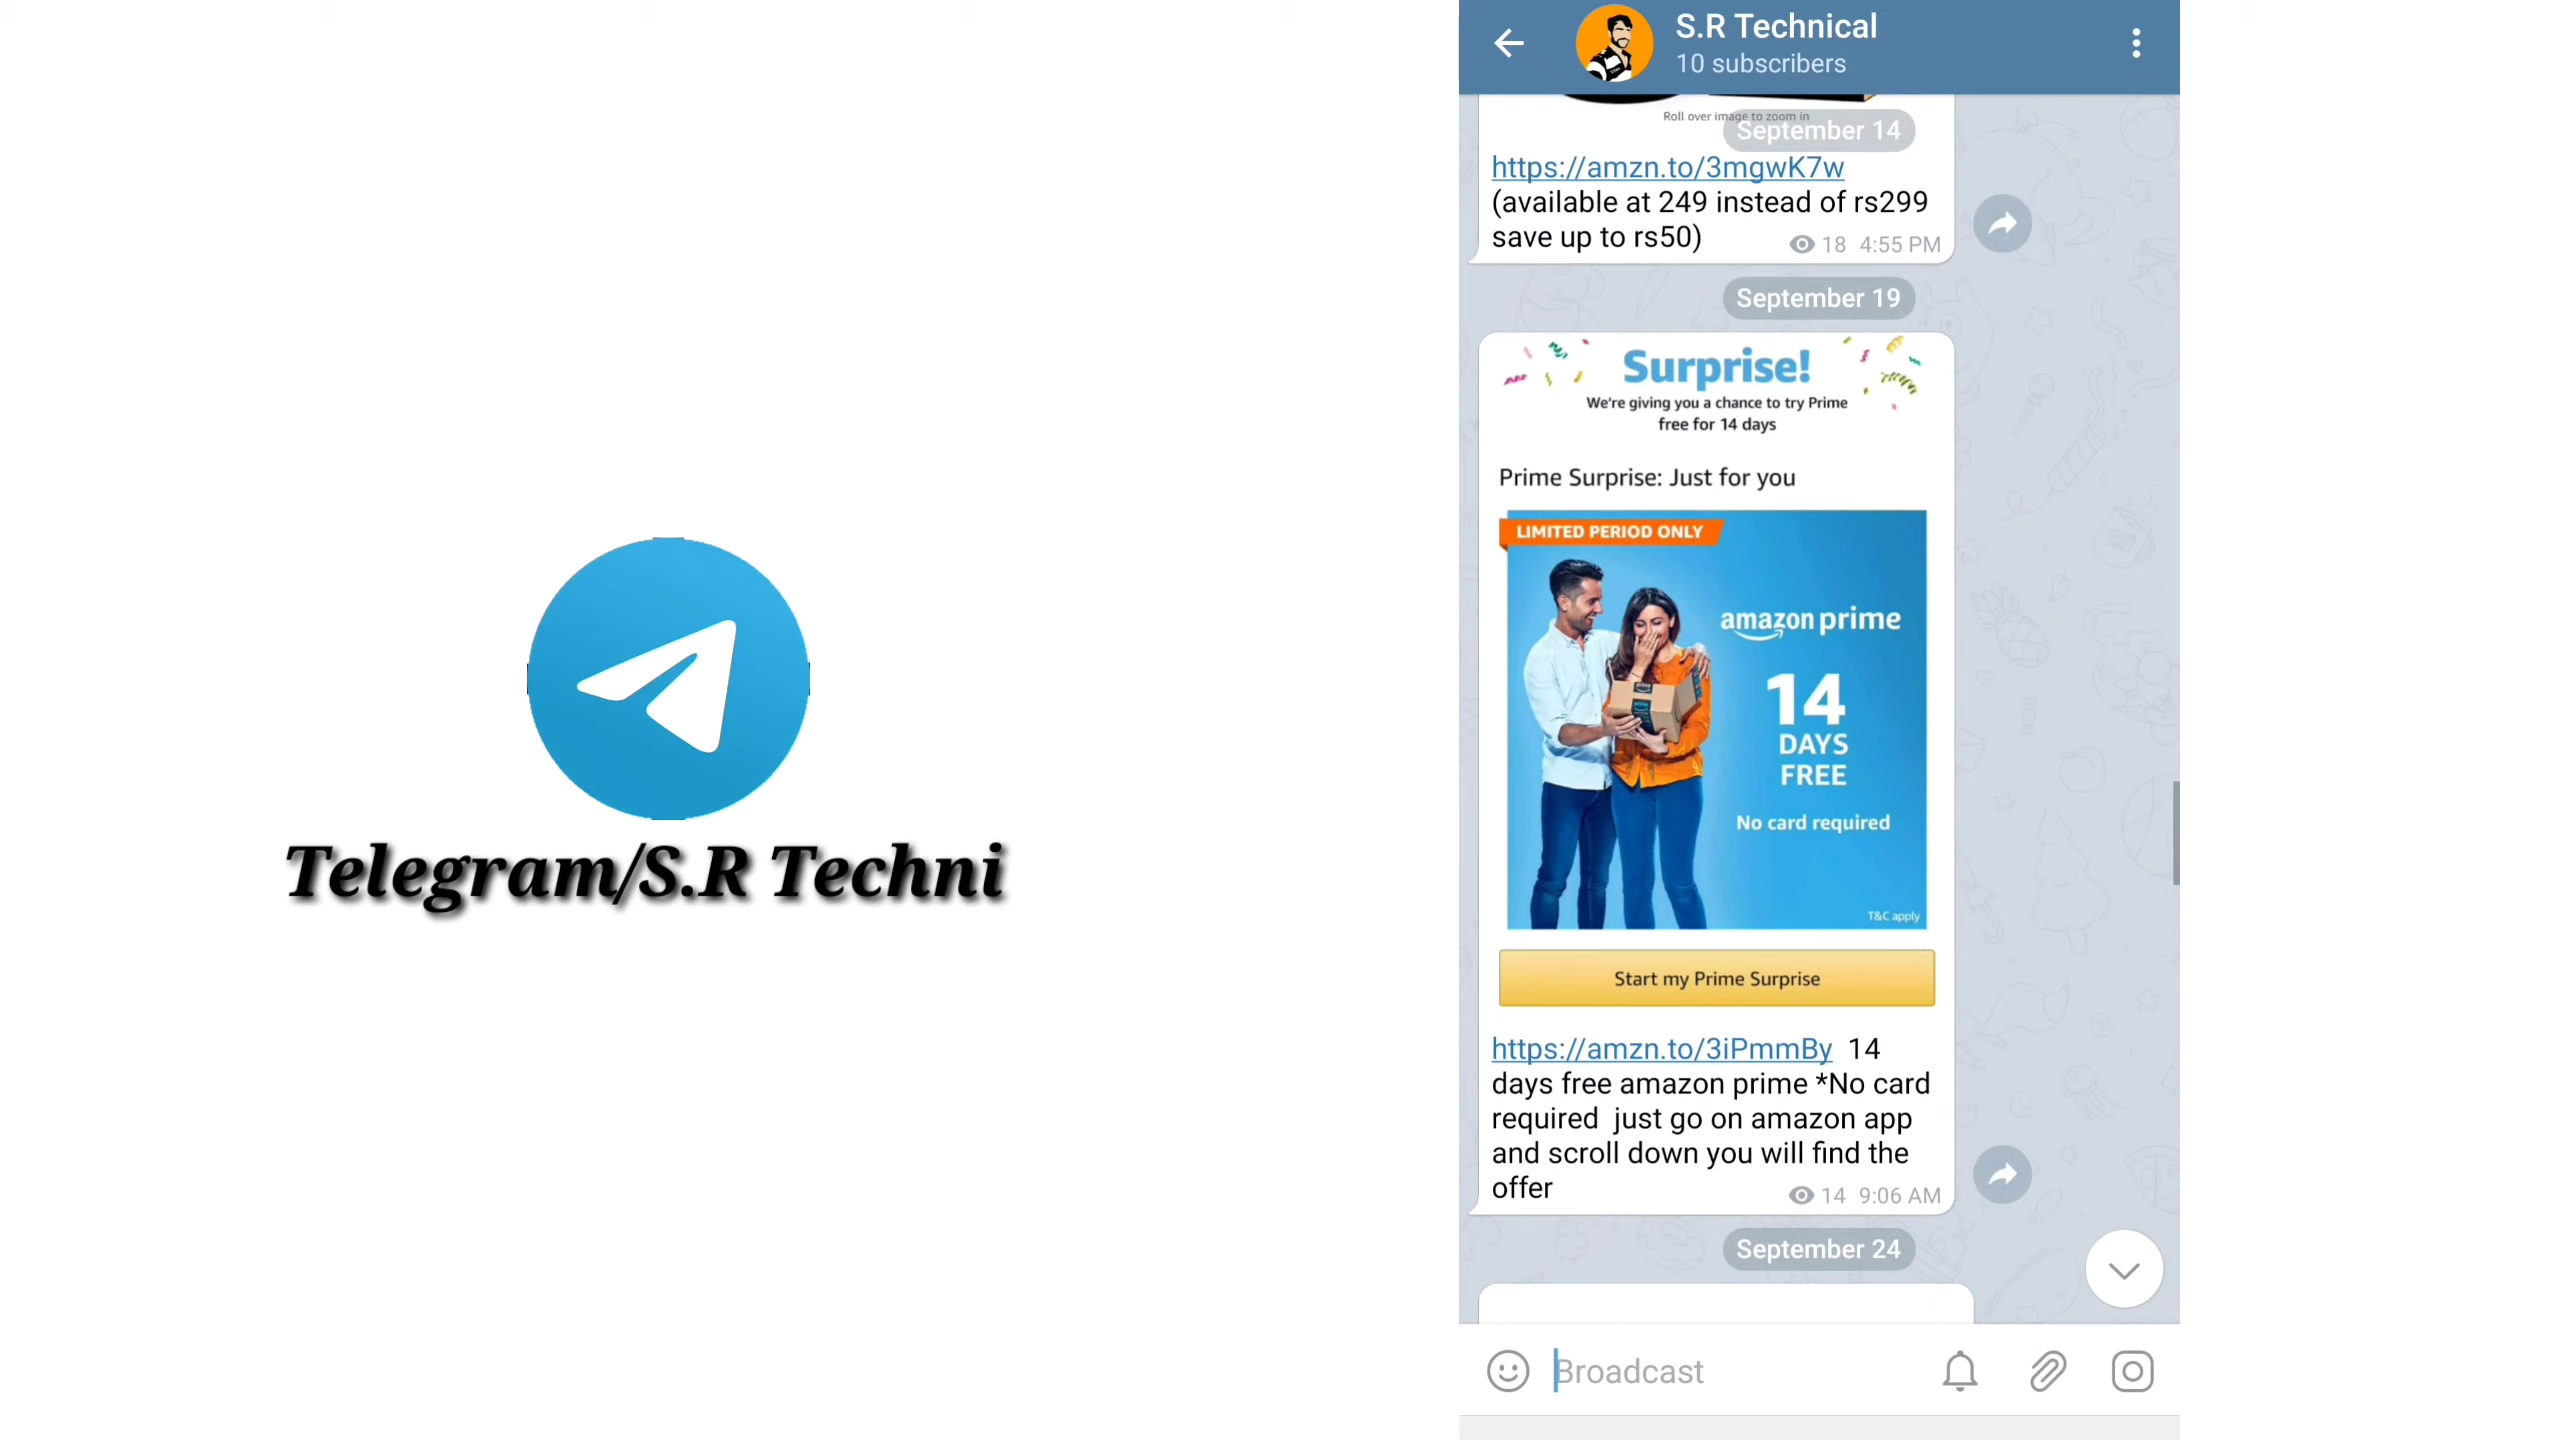 Telegram/S.R Techni
S.R Technical
10 subscribers
Roll over image to zoom in
September 14
https://amzn.to/3mgwK7w
(available at 249 instead of rs299
save up to rs50)
18 4:55 PM
September 19
Surprise!
We're giving you a chance to try Prime
free for 14 days
Prime Surprise: Just for you
LIMITED PERIOD ONLY
amazon prime
14
DAYS
FREE
No card required
T&C apply
Start my Prime Surprise
https://amzn.to/3iPmmBy 14
days free amazon prime *No card
required just go on amazon app
and scroll down you will find the
offer
14 9:06 AM
September 24
Broadcast